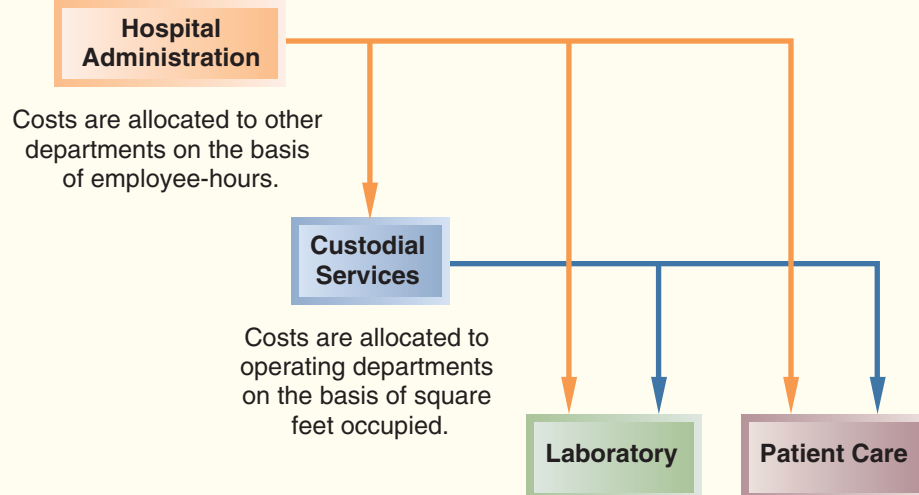 Hospital
Administration
Costs are allocated to other
departments on the basis
of employee-hours.
Custodial
Services
Costs are allocated to
operating departments
on the basis of square
feet occupied.
Laboratory
Patient Care